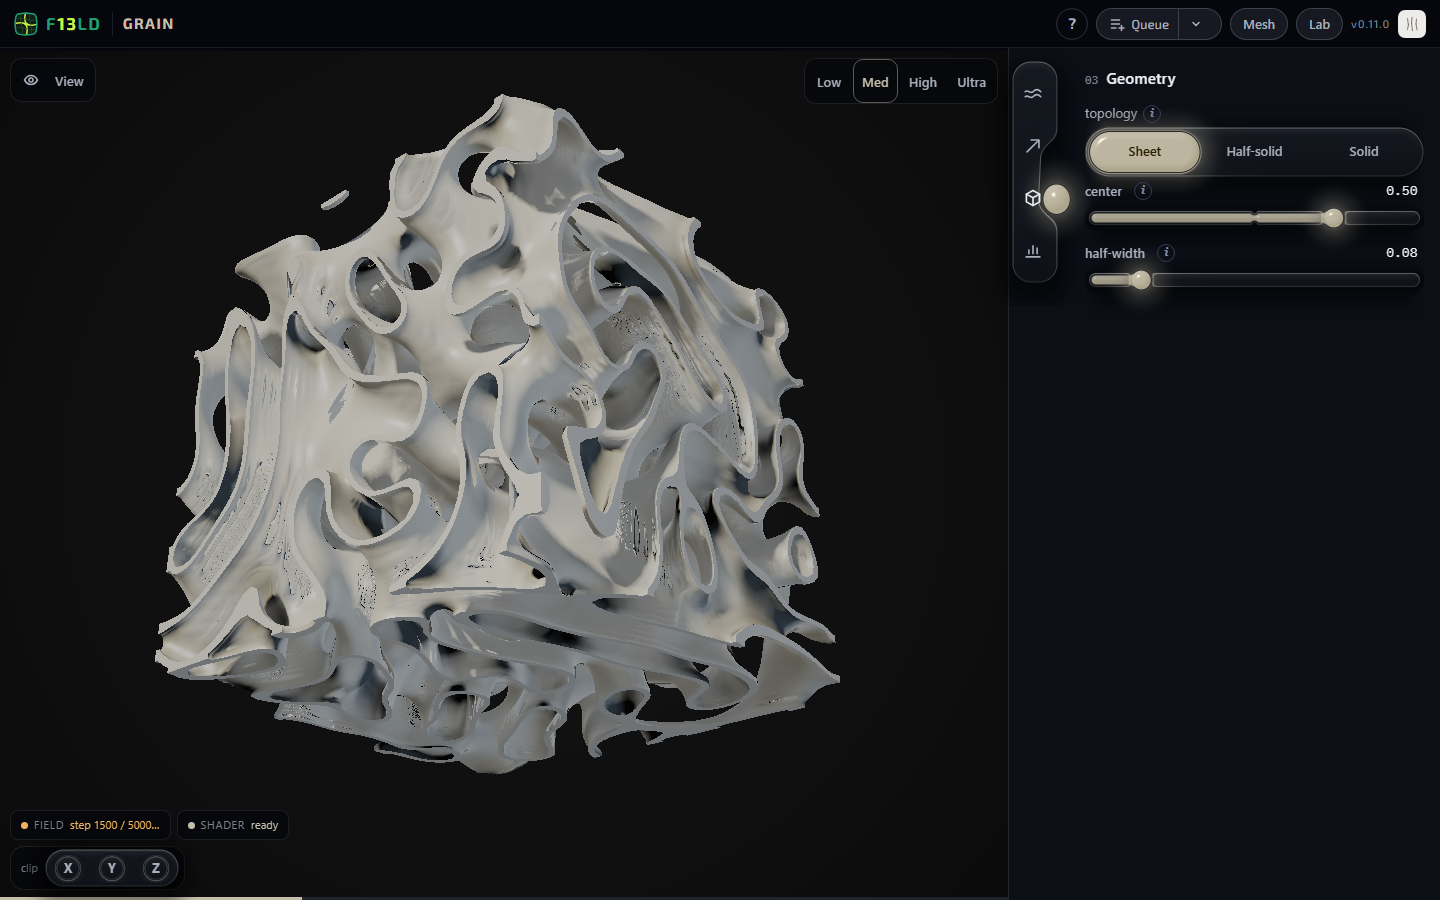 F13LD GRAIN
? Queue Mesh Lab v0.11.0
View
Low Med High Ultra
03 Geometry
topology i
Sheet Half-solid Solid
center i 0.50
half-width i 0.08
FIELD step 1500 / 5000... SHADER ready
clip X Y Z